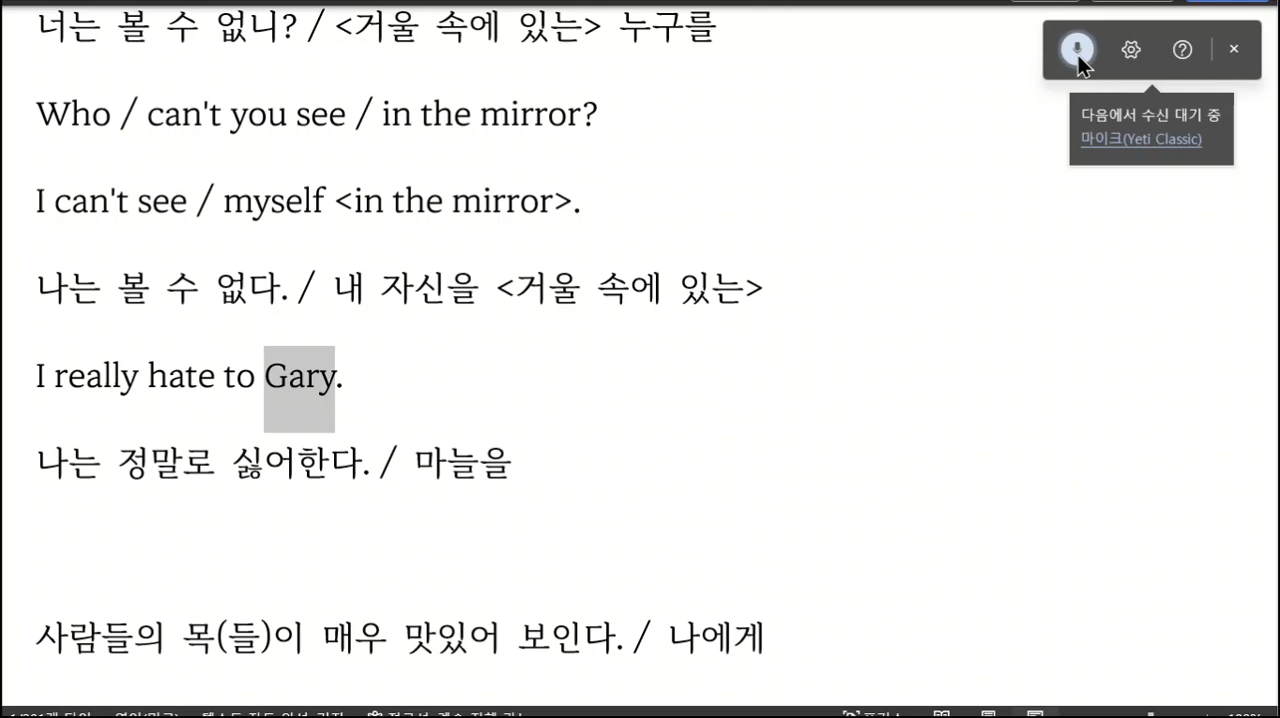 너는 볼 수 없니? / <거울 속에 있는> 누구를
Who / can't you see / in the mirror?
I can't see / myself <in the mirror>.
나는 볼 수 없다. / 내 자신을 <거울 속에 있는>
I really hate to Gary.
나는 정말로 싫어한다. / 마늘을
사람들의 목(들)이 매우 맛있어 보인다. / 나에게
다음에서 수신 대기 중
마이크(Yeti Classic)